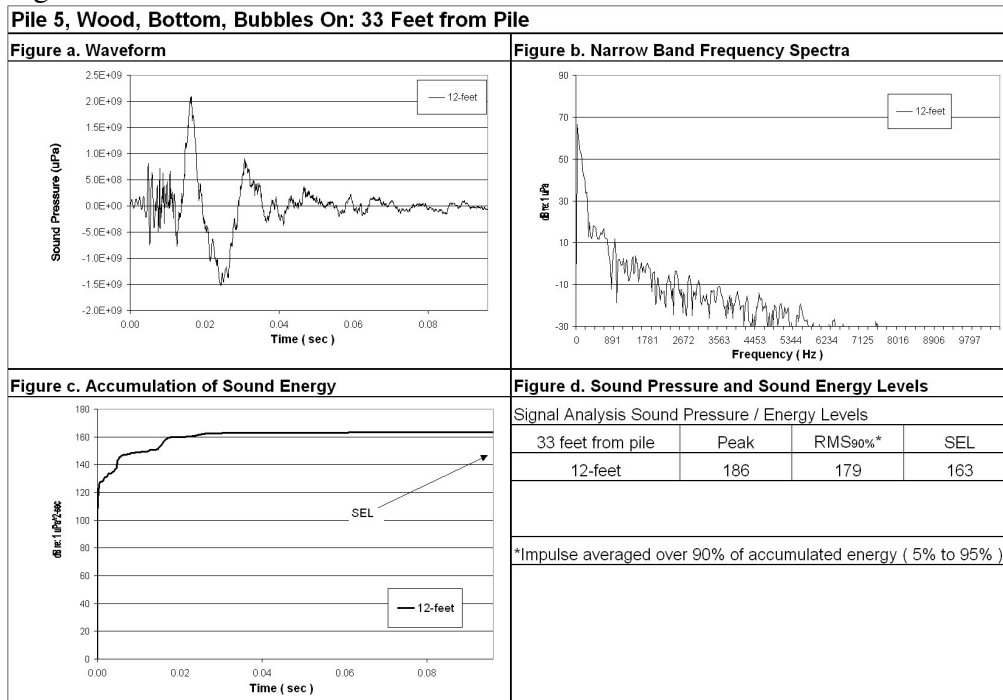 Pile 5, Wood, Bottom, Bubbles On: 33 Feet from Pile
Figure a. Waveform
2.5E+09
2.0E+09
1.5E+09
1.0E+09
5.0E+08
0.0E+00
-5.0E+08
-1.0E+09
-1.5E+09
-2.0E+09
Sound Pressure (uPa)
0.00 0.02 0.04 0.06 0.08
Time ( sec )
12-feet
Figure b. Narrow Band Frequency Spectra
90
70
50
30
10
-10
-30
dB re: 1 uPa
0 891 1781 2672 3563 4453 5344 6234 7125 8016 8906 9797
Frequency ( Hz )
12-feet
Figure c. Accumulation of Sound Energy
180
160
140
120
100
80
60
40
20
0
dB re: 1 uPa^2-sec
SEL
12-feet
0.00 0.02 0.04 0.06 0.08
Time ( sec )
Figure d. Sound Pressure and Sound Energy Levels
Signal Analysis Sound Pressure / Energy Levels
33 feet from pile Peak RMS90%* SEL
12-feet 186 179 163
*Impulse averaged over 90% of accumulated energy ( 5% to 95% )